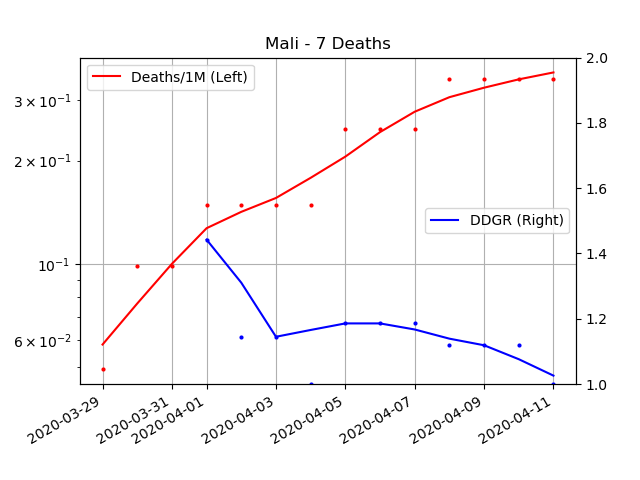 Mali - 7 Deaths
Deaths/1M (Left)
DDGR (Right)
3 × 10⁻¹
2 × 10⁻¹
10⁻¹
6 × 10⁻²
2.0
1.8
1.6
1.4
1.2
1.0
2020-03-29
2020-03-31
2020-04-01
2020-04-03
2020-04-05
2020-04-07
2020-04-09
2020-04-11